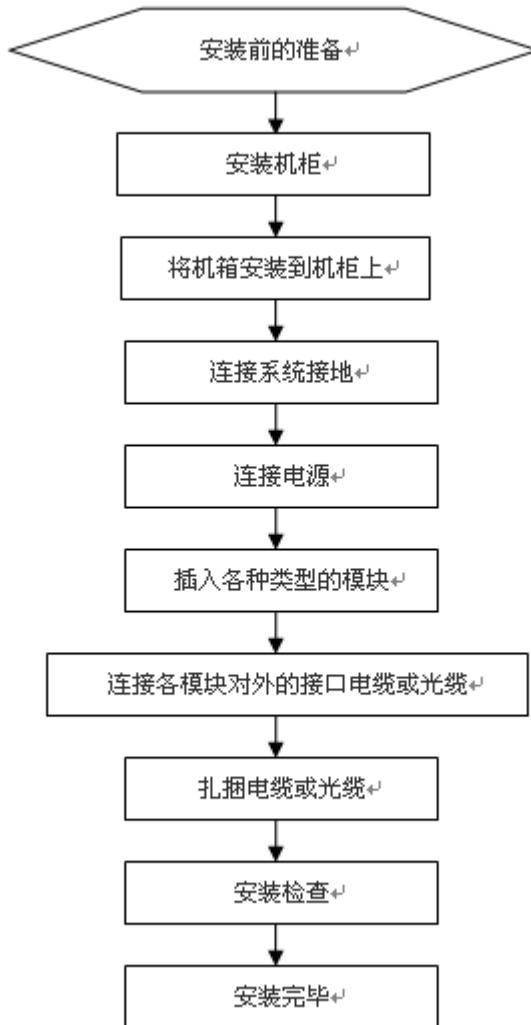 安装前的准备
安装机柜
将机箱安装到机柜上
连接系统接地
连接电源
插入各种类型的模块
连接各模块对外的接口电缆或光缆
扎捆电缆或光缆
安装检查
安装完毕